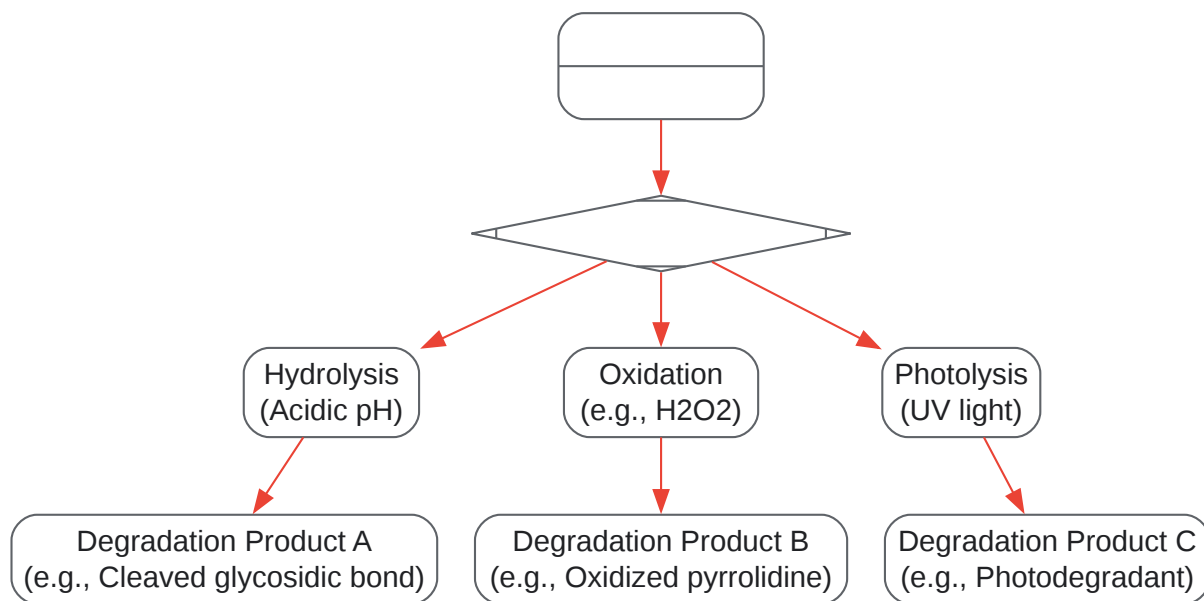 Hydrolysis
(Acidic pH)
Oxidation
(e.g., H2O2)
Photolysis
(UV light)
Degradation Product A
(e.g., Cleaved glycosidic bond)
Degradation Product B
(e.g., Oxidized pyrrolidine)
Degradation Product C
(e.g., Photodegradant)